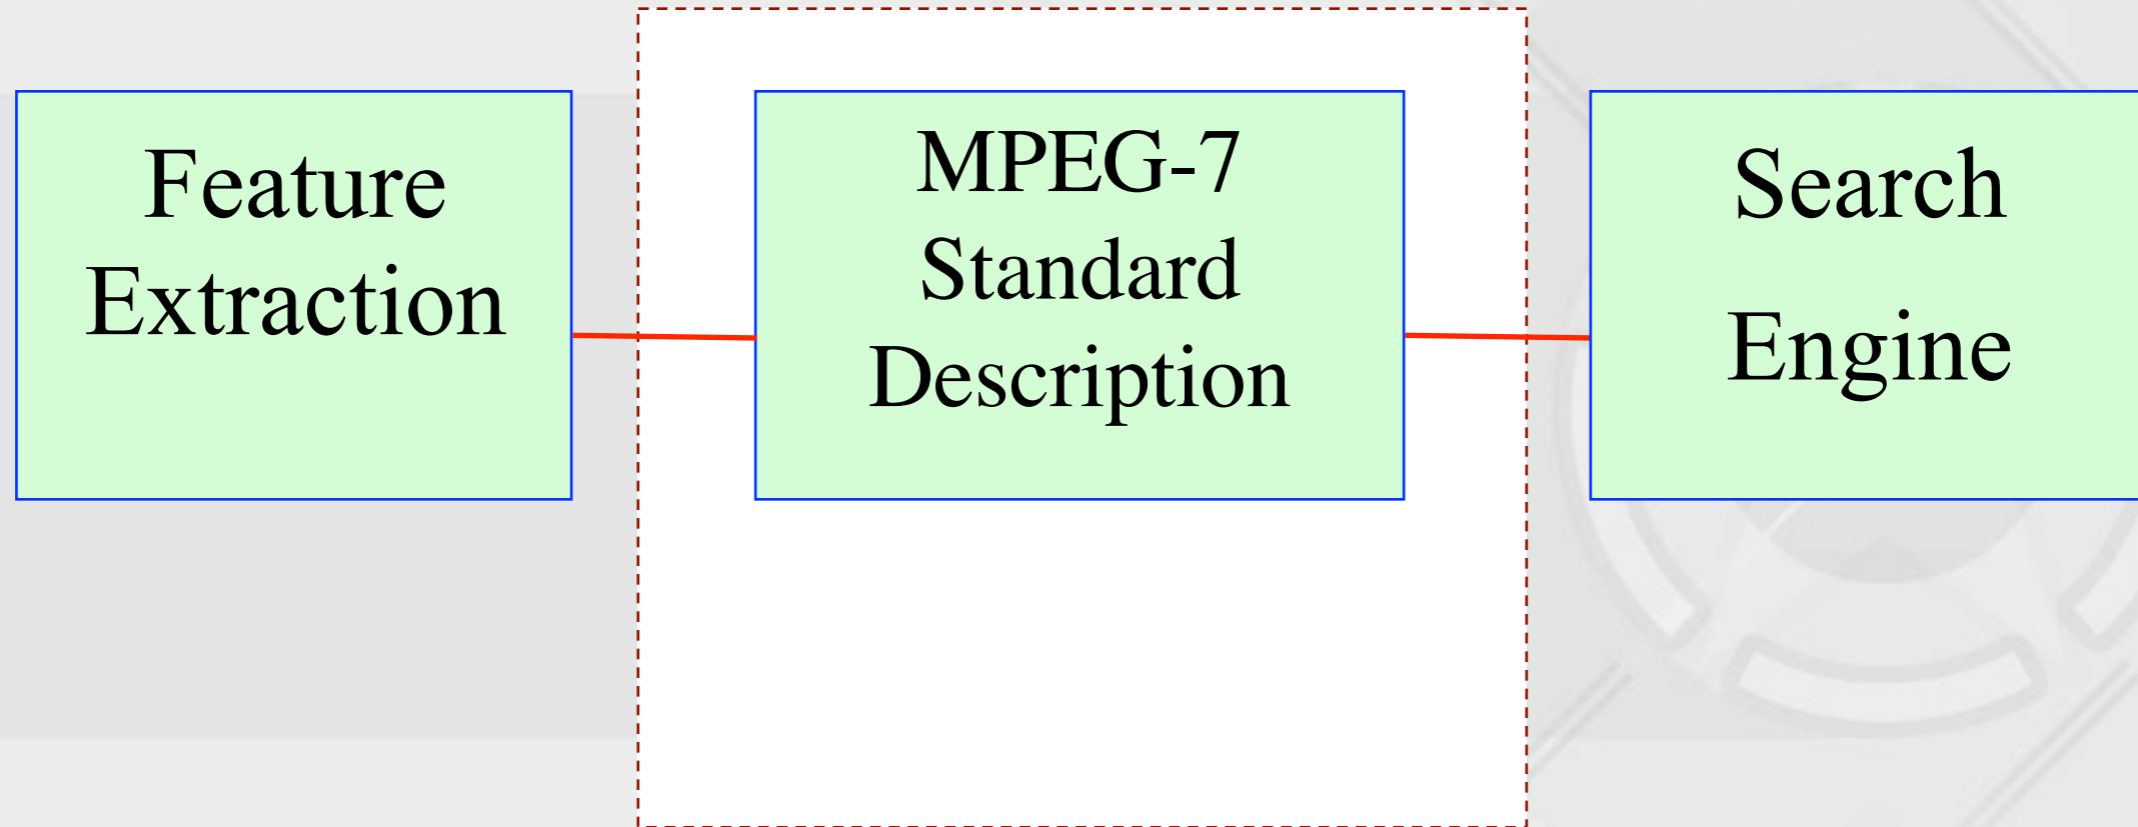 Feature
Extraction
MPEG-7
Standard
Description
Search
Engine